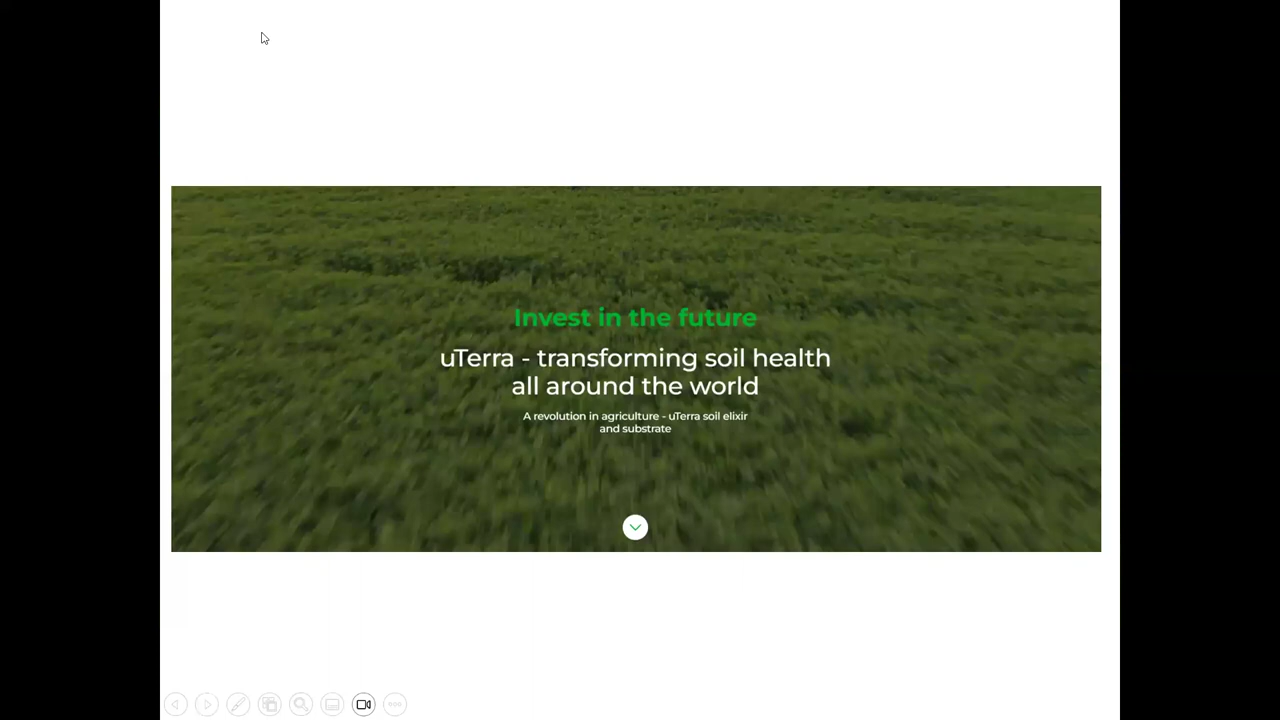 Invest in the future
uTerra - transforming soil health
all around the world
A revolution in agriculture - uTerra soil elixir
and substrate